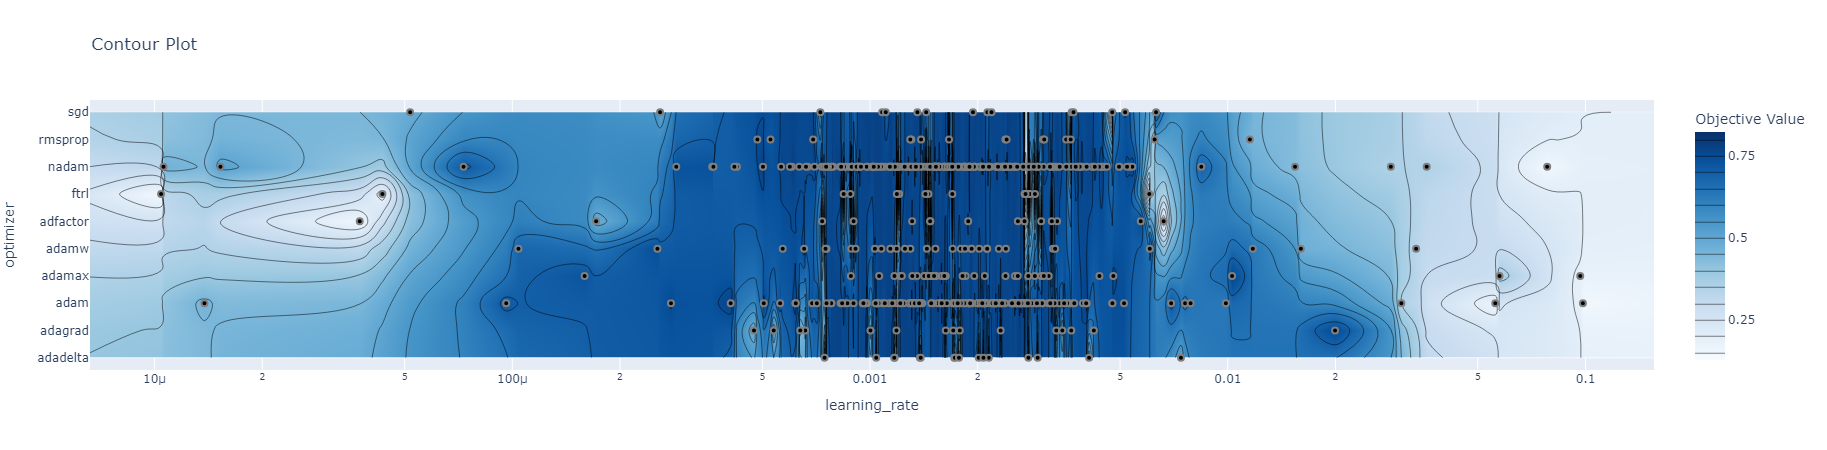 Contour Plot
Objective Value
sgd
rmsprop
nadam
ftrl
adfactor
adamw
adamax
adam
adagrad
adadelta
optimizer
0.75
0.5
0.25
10μ 2 5 100μ 2 5 0.001 2 5 0.01 2 5 0.1
learning_rate